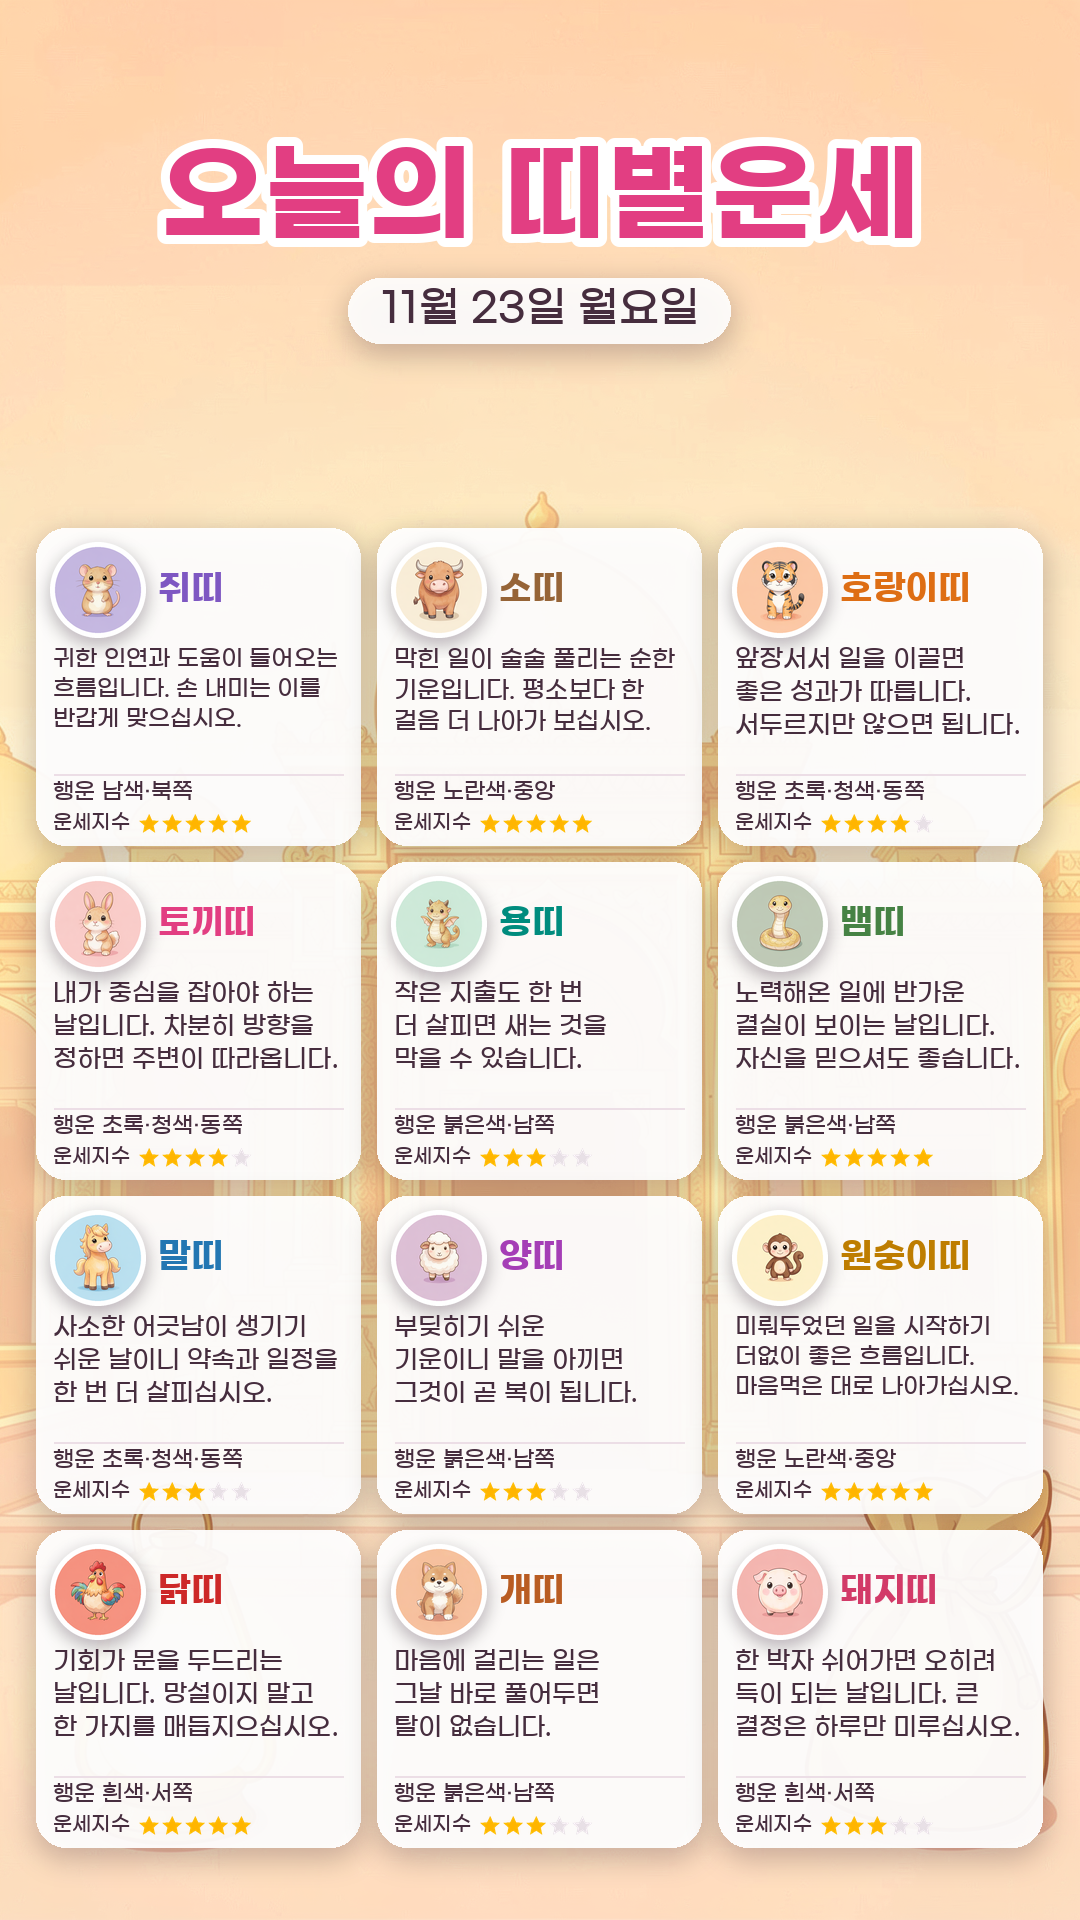 오늘의 띠별운세
11월 23일 월요일
쥐띠
귀한 인연과 도움이 들어오는
흐름입니다. 손 내미는 이를
반갑게 맞으십시오.
행운 남색·북쪽
운세지수 ★★★★★
소띠
막힌 일이 술술 풀리는 순한
기운입니다. 평소보다 한
걸음 더 나아가 보십시오.
행운 노란색·중앙
운세지수 ★★★★★
호랑이띠
앞장서서 일을 이끌면
좋은 성과가 따릅니다.
서두르지만 않으면 됩니다.
행운 초록·청색·동쪽
운세지수 ★★★★★
토끼띠
내가 중심을 잡아야 하는
날입니다. 차분히 방향을
정하면 주변이 따라옵니다.
행운 초록·청색·동쪽
운세지수 ★★★★★
용띠
작은 지출도 한 번
더 살피면 새는 것을
막을 수 있습니다.
행운 붉은색·남쪽
운세지수 ★★★★★
뱀띠
노력해온 일에 반가운
결실이 보이는 날입니다.
자신을 믿으셔도 좋습니다.
행운 붉은색·남쪽
운세지수 ★★★★★
말띠
사소한 어긋남이 생기기
쉬운 날이니 약속과 일정을
한 번 더 살피십시오.
행운 초록·청색·동쪽
운세지수 ★★★★★
양띠
부딪히기 쉬운
기운이니 말을 아끼면
그것이 곧 복이 됩니다.
행운 붉은색·남쪽
운세지수 ★★★★★
원숭이띠
미뤄두었던 일을 시작하기
더없이 좋은 흐름입니다.
마음먹은 대로 나아가십시오.
행운 노란색·중앙
운세지수 ★★★★★
닭띠
기회가 문을 두드리는
날입니다. 망설이지 말고
한 가지를 매듭지으십시오.
행운 흰색·서쪽
운세지수 ★★★★★
개띠
마음에 걸리는 일은
그날 바로 풀어두면
탈이 없습니다.
행운 붉은색·남쪽
운세지수 ★★★★★
돼지띠
한 박자 쉬어가면 오히려
득이 되는 날입니다. 큰
결정은 하루만 미루십시오.
행운 흰색·서쪽
운세지수 ★★★★★